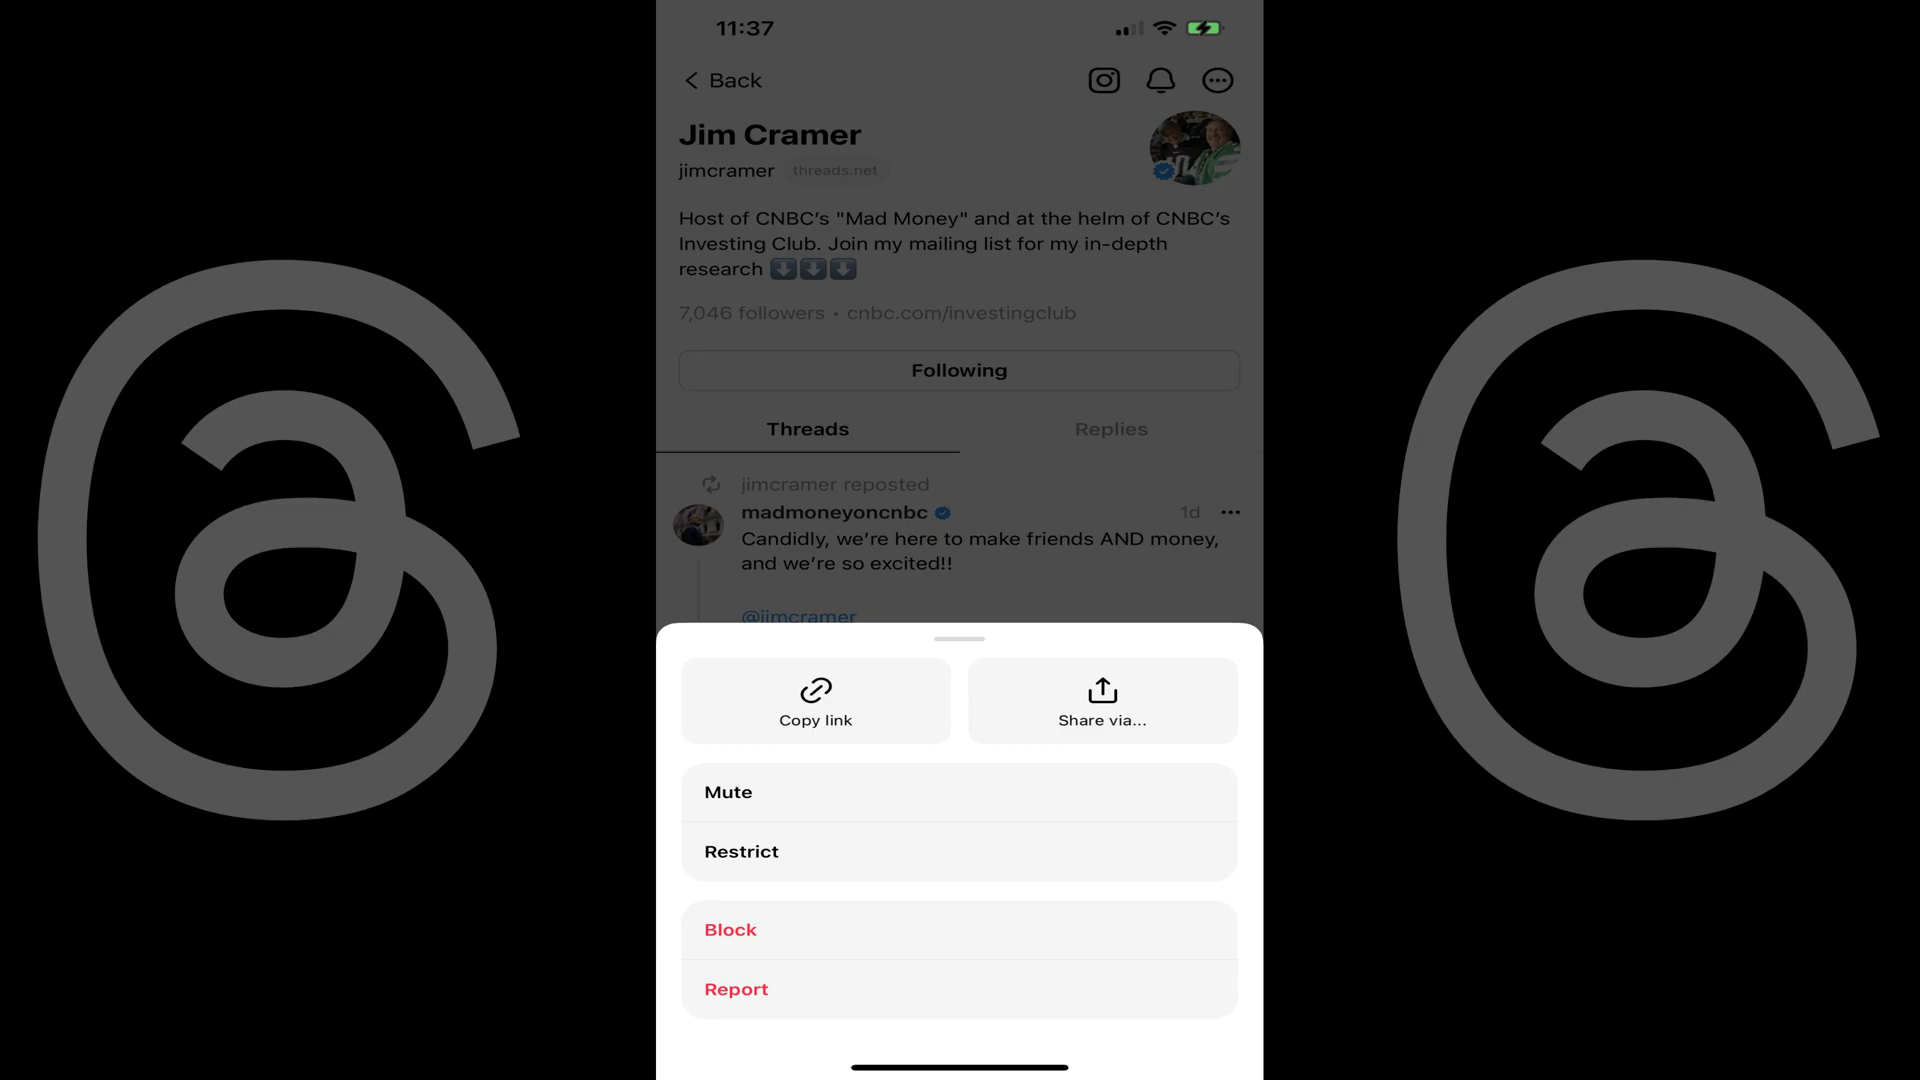 11:37
Back
Jim Cramer
jimcramer threads.net
Host of CNBC’s "Mad Money" and at the helm of CNBC’s
Investing Club. Join my mailing list for my in-depth
research ⬇️⬇️⬇️
7,046 followers • cnbc.com/investingclub
Following
Threads Replies
jimcramer reposted
madmoneyoncnbc 1d
Candidly, we’re here to make friends AND money,
and we’re so excited!!
@jimcramer
Copy link Share via...
Mute
Restrict
Block
Report